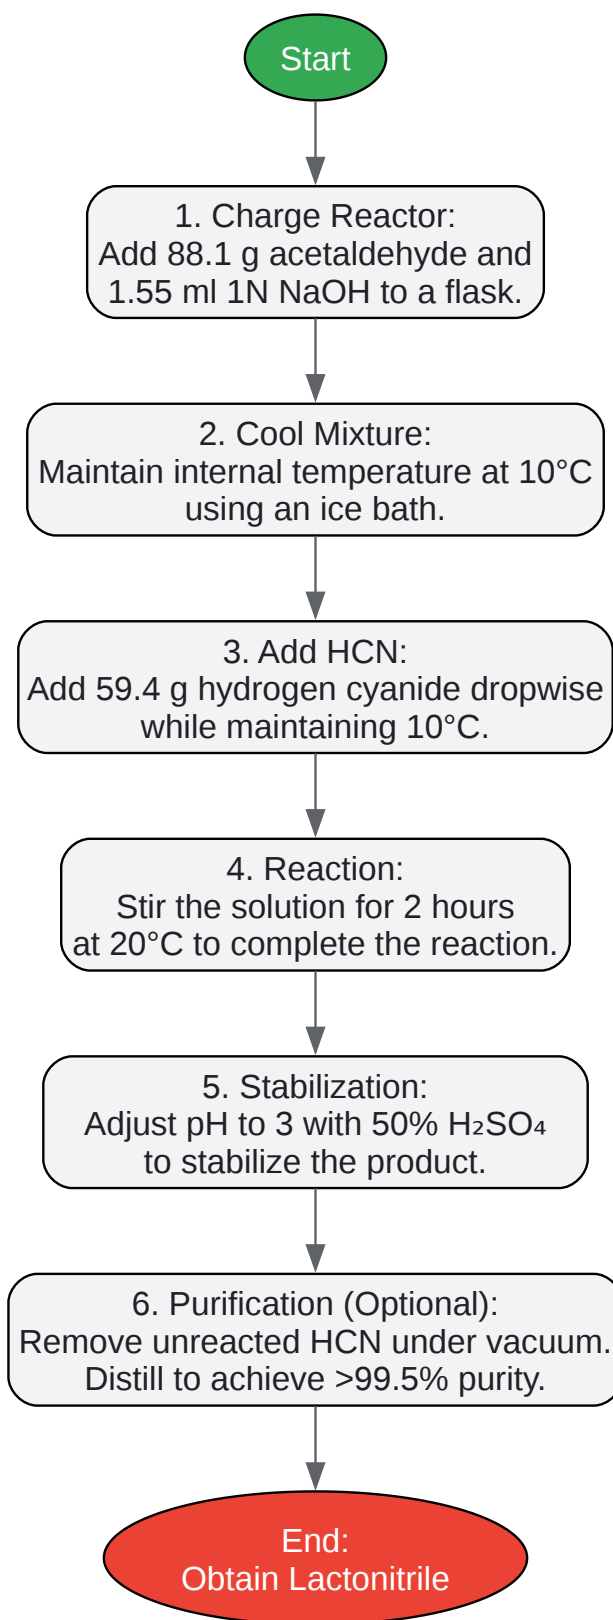 Start
1. Charge Reactor:
Add 88.1 g acetaldehyde and
1.55 ml 1N NaOH to a flask.
2. Cool Mixture:
Maintain internal temperature at 10°C
using an ice bath.
3. Add HCN:
Add 59.4 g hydrogen cyanide dropwise
while maintaining 10°C.
4. Reaction:
Stir the solution for 2 hours
at 20°C to complete the reaction.
5. Stabilization:
Adjust pH to 3 with 50% H₂SO₄
to stabilize the product.
6. Purification (Optional):
Remove unreacted HCN under vacuum.
Distill to achieve >99.5% purity.
End:
Obtain Lactonitrile